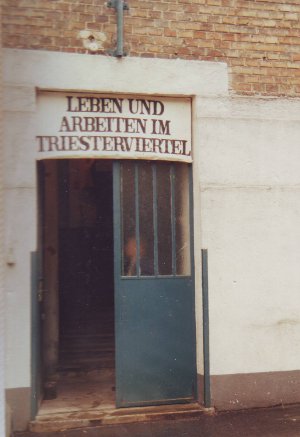 LEBEN UND
ARBEITEN IM
TRIESTERVIERTEL